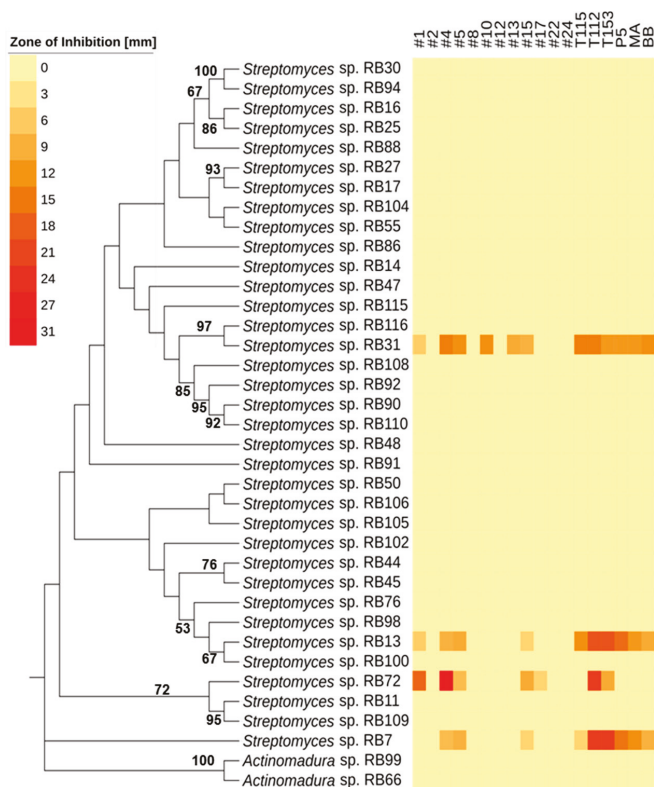 #1 #2 #4 #5 #8 #10 #12 #13 #15 #17 #22 #24 T115 T112 T153 P5 MA BB
Zone of Inhibition [mm]
0
3
6
9
12
15
18
21
24
27
31
100
Streptomyces sp. RB30
67
Streptomyces sp. RB94
Streptomyces sp. RB16
86
Streptomyces sp. RB25
Streptomyces sp. RB88
93
Streptomyces sp. RB27
Streptomyces sp. RB17
Streptomyces sp. RB104
Streptomyces sp. RB55
Streptomyces sp. RB86
Streptomyces sp. RB14
Streptomyces sp. RB47
Streptomyces sp. RB115
97
Streptomyces sp. RB116
Streptomyces sp. RB31
Streptomyces sp. RB108
85
Streptomyces sp. RB92
95
Streptomyces sp. RB90
92
Streptomyces sp. RB110
Streptomyces sp. RB48
Streptomyces sp. RB91
Streptomyces sp. RB50
Streptomyces sp. RB106
Streptomyces sp. RB105
Streptomyces sp. RB102
76
Streptomyces sp. RB44
Streptomyces sp. RB45
Streptomyces sp. RB76
53
Streptomyces sp. RB98
Streptomyces sp. RB13
67
Streptomyces sp. RB100
72
Streptomyces sp. RB72
Streptomyces sp. RB11
95
Streptomyces sp. RB109
Streptomyces sp. RB7
100
Actinomadura sp. RB99
Actinomadura sp. RB66